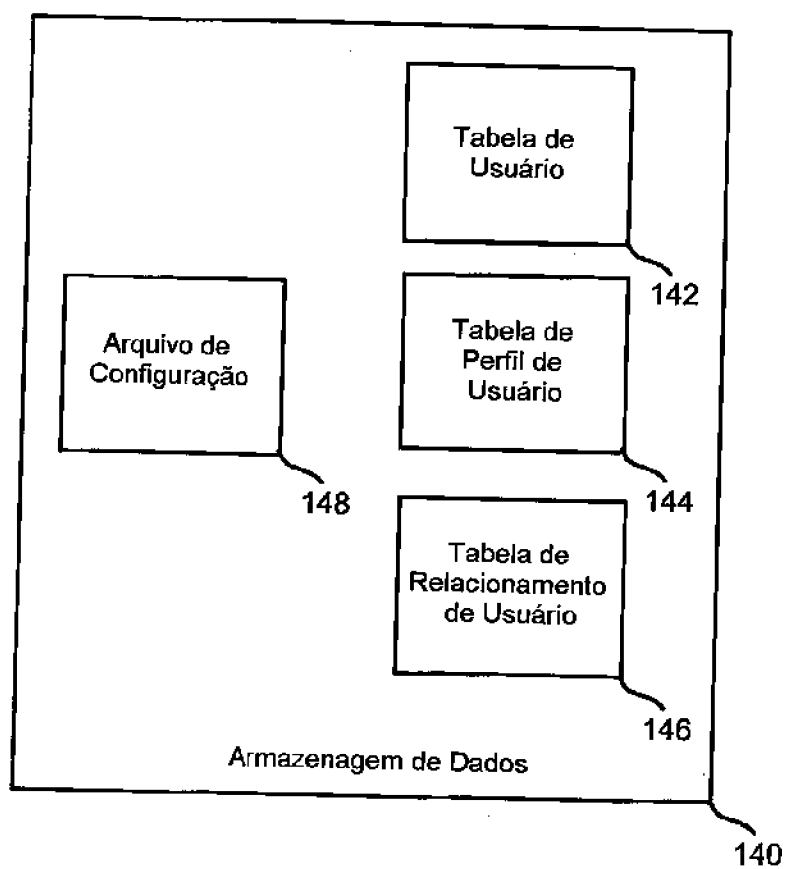 Tabela de
Usuário
142
Arquivo de
Configuração
148
Tabela de
Perfil de
Usuário
144
Tabela de
Relacionamento
de Usuário
146
Armazenagem de Dados
140